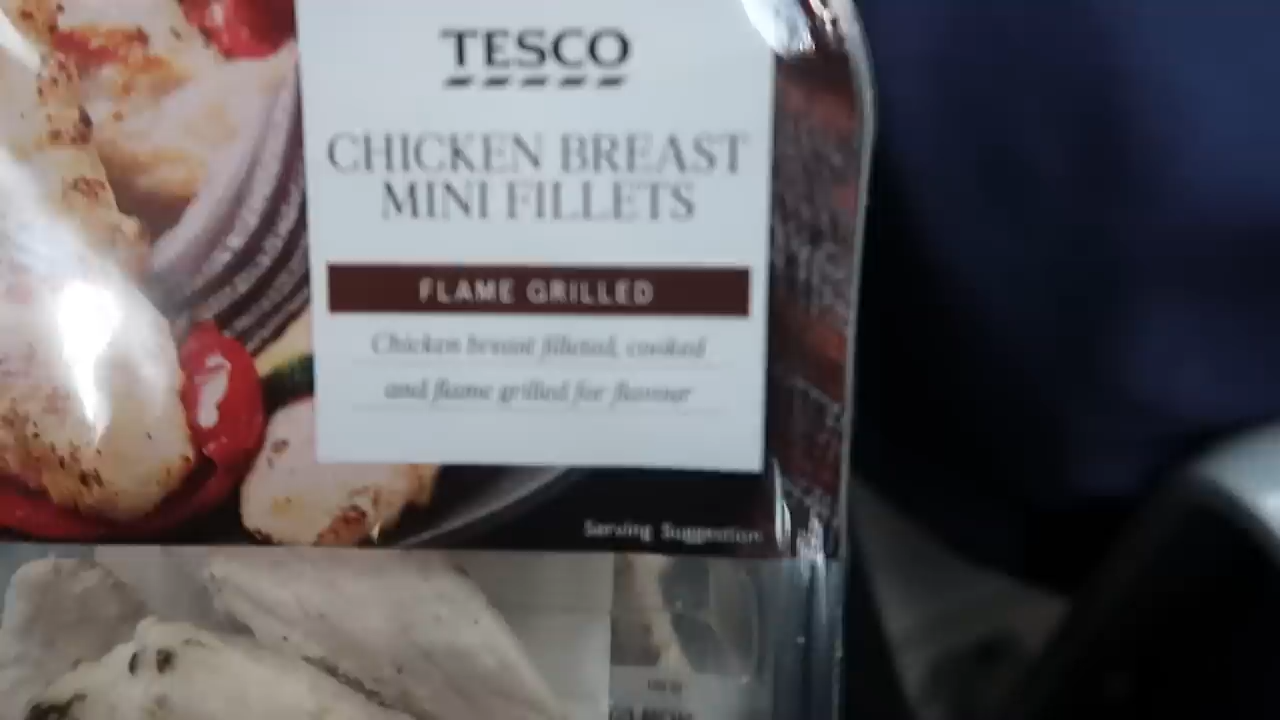 TESCO
CHICKEN BREAST
MINI FILLETS
FLAME GRILLED
Chicken breast filleted, cooked
and flame grilled for flavour
Serving Suggestion